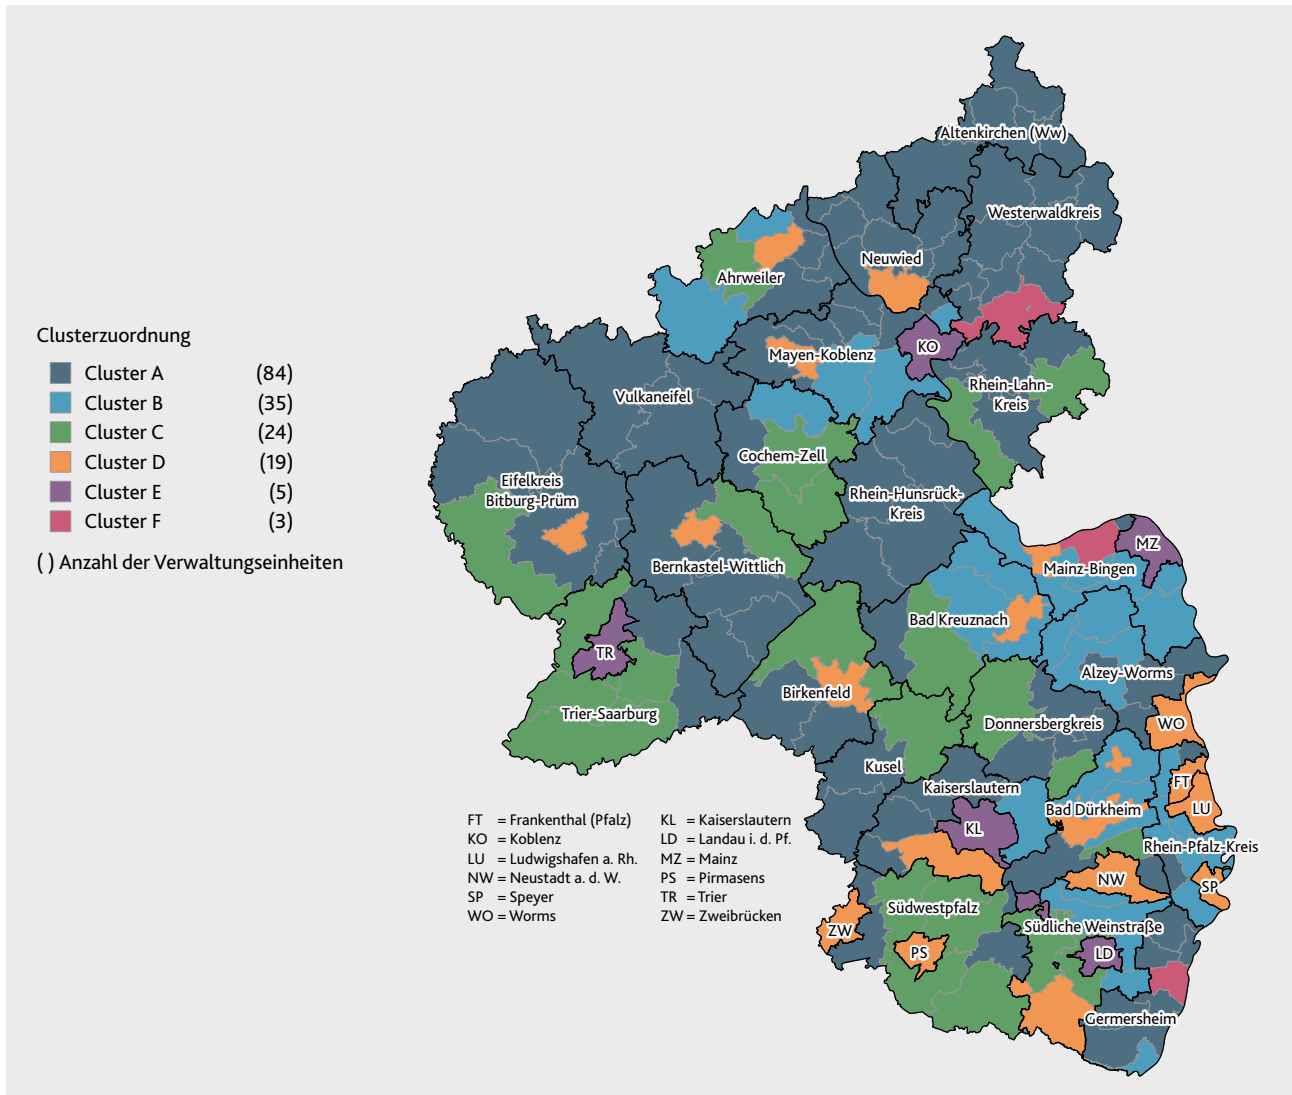 Clusterzuordnung
Cluster A (84)
Cluster B (35)
Cluster C (24)
Cluster D (19)
Cluster E (5)
Cluster F (3)
( ) Anzahl der Verwaltungseinheiten
Altenkirchen (Ww)
Westerwaldkreis
Neuwied
Ahrweiler
KO
Mayen-Koblenz
Rhein-Lahn-
Kreis
Vulkaneifel
Cochem-Zell
Eifelkreis
Bitburg-Prüm
Rhein-Hunsrück-
Kreis
MZ
Mainz-Bingen
Bernkastel-Wittlich
Bad Kreuznach
TR
Alzey-Worms
Birkenfeld
Trier-Saarburg
Donnersbergkreis
WO
Kusel
Kaiserslautern
FT
Bad Dürkheim
LU
KL
Rhein-Pfalz-Kreis
NW
SP
Südwestpfalz
Südliche Weinstraße
ZW
PS
LD
Germersheim
FT = Frankenthal (Pfalz)
KO = Koblenz
LU = Ludwigshafen a. Rh.
NW = Neustadt a. d. W.
SP = Speyer
WO = Worms
KL = Kaiserslautern
LD = Landau i. d. Pf.
MZ = Mainz
PS = Pirmasens
TR = Trier
ZW = Zweibrücken